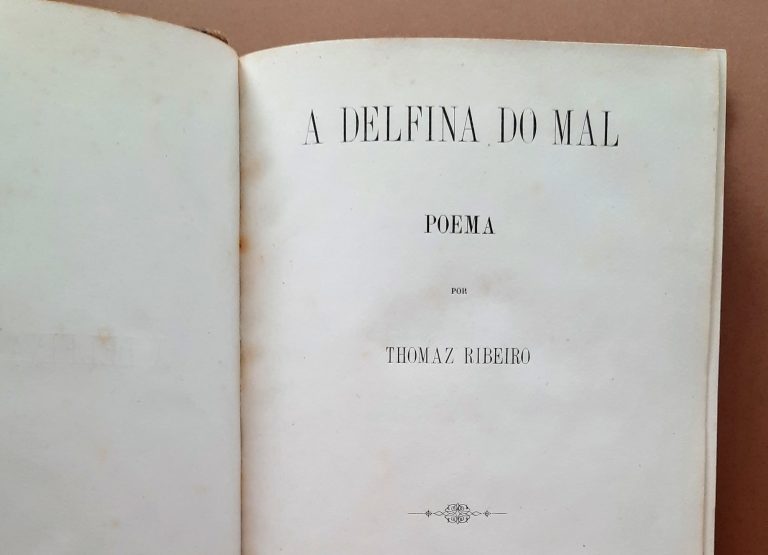 A DELFINA DO MAL
POEMA
POR
THOMAZ RIBEIRO